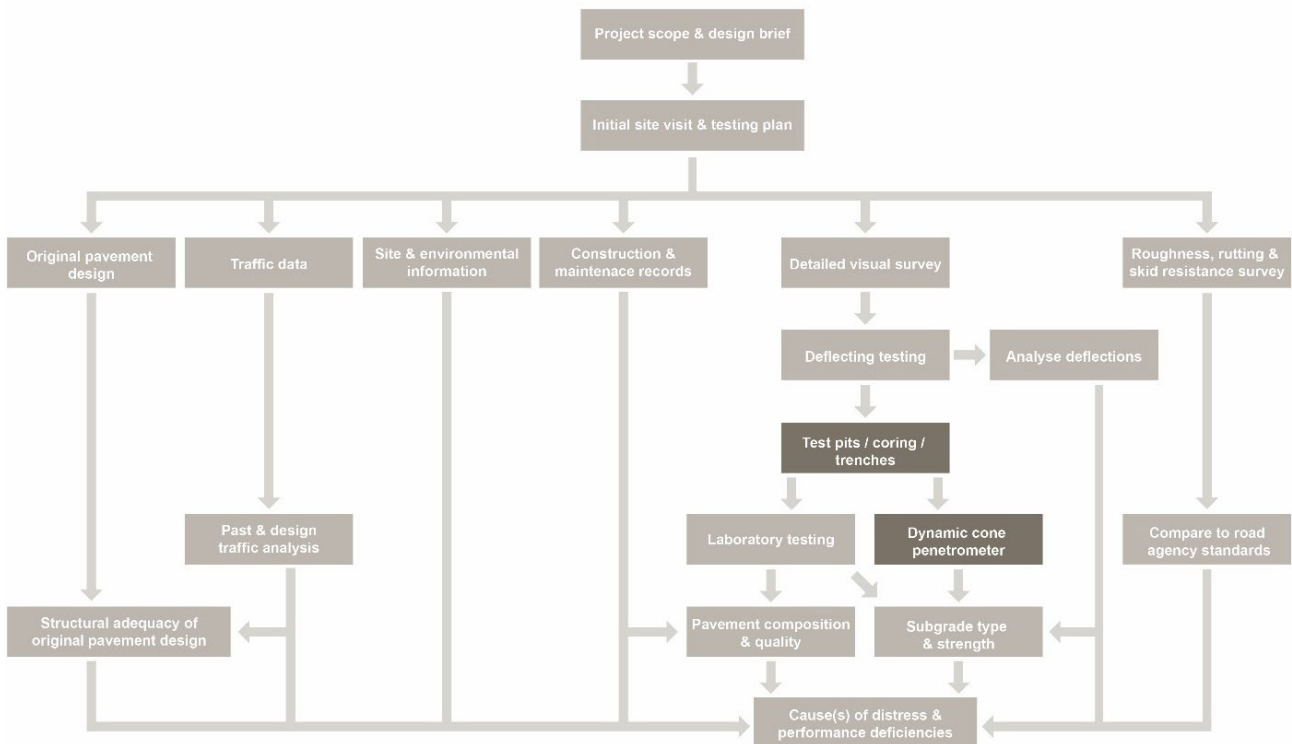 Project scope & design brief
Initial site visit & testing plan
Original pavement
design
Traffic data
Site & environmental
information
Construction &
maintenace records
Detailed visual survey
Roughness, rutting &
skid resistance survey
Deflecting testing
Analyse deflections
Test pits / coring /
trenches
Past & design
traffic analysis
Laboratory testing
Dynamic cone
penetrometer
Compare to road
agency standards
Structural adequacy of
original pavement design
Pavement composition
& quality
Subgrade type
& strength
Cause(s) of distress &
performance deficiencies